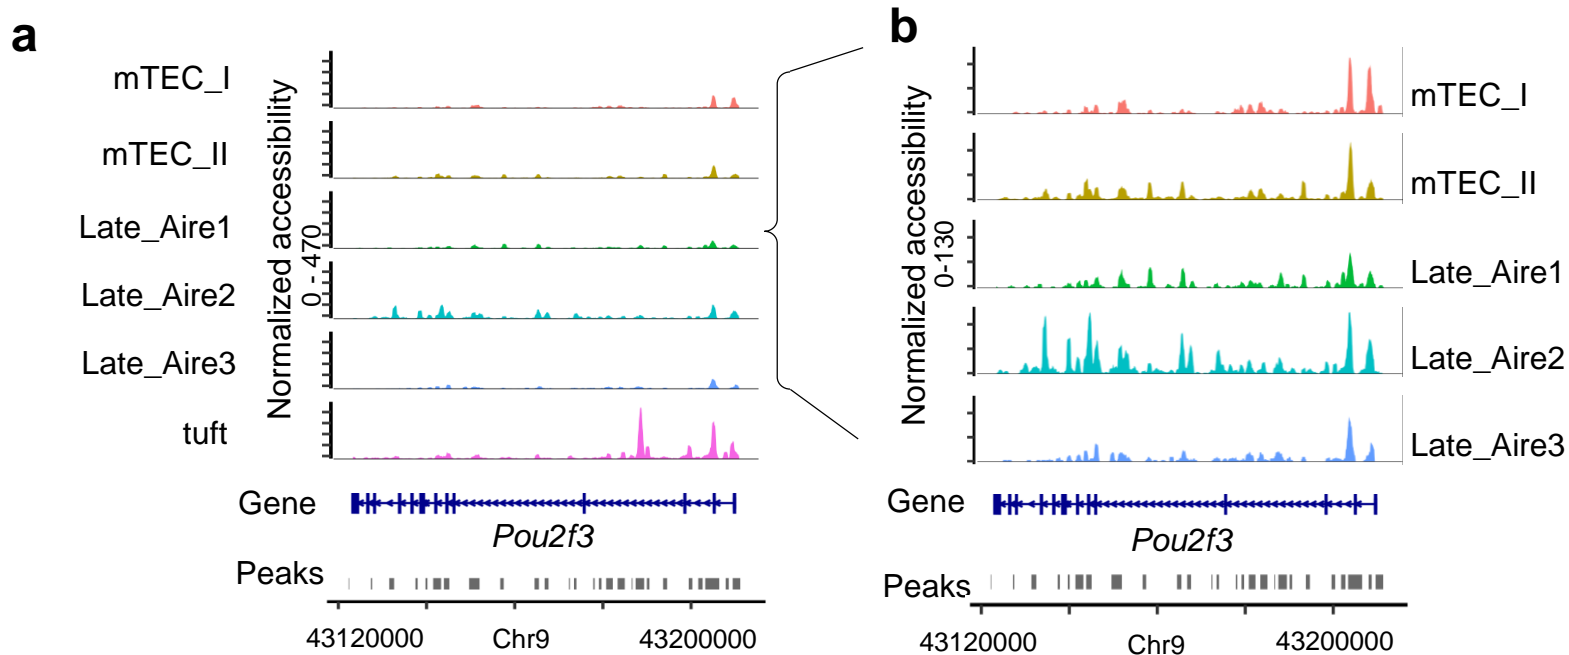 a
mTEC_I
mTEC_II
Late_Aire1
Late_Aire2
Late_Aire3
tuft
Normalized accessibility
0 - 470
Gene
Pou2f3
Peaks
43120000
Chr9
43200000
b
Normalized accessibility
0-130
mTEC_I
mTEC_II
Late_Aire1
Late_Aire2
Late_Aire3
Gene
Pou2f3
Peaks
43120000
Chr9
43200000